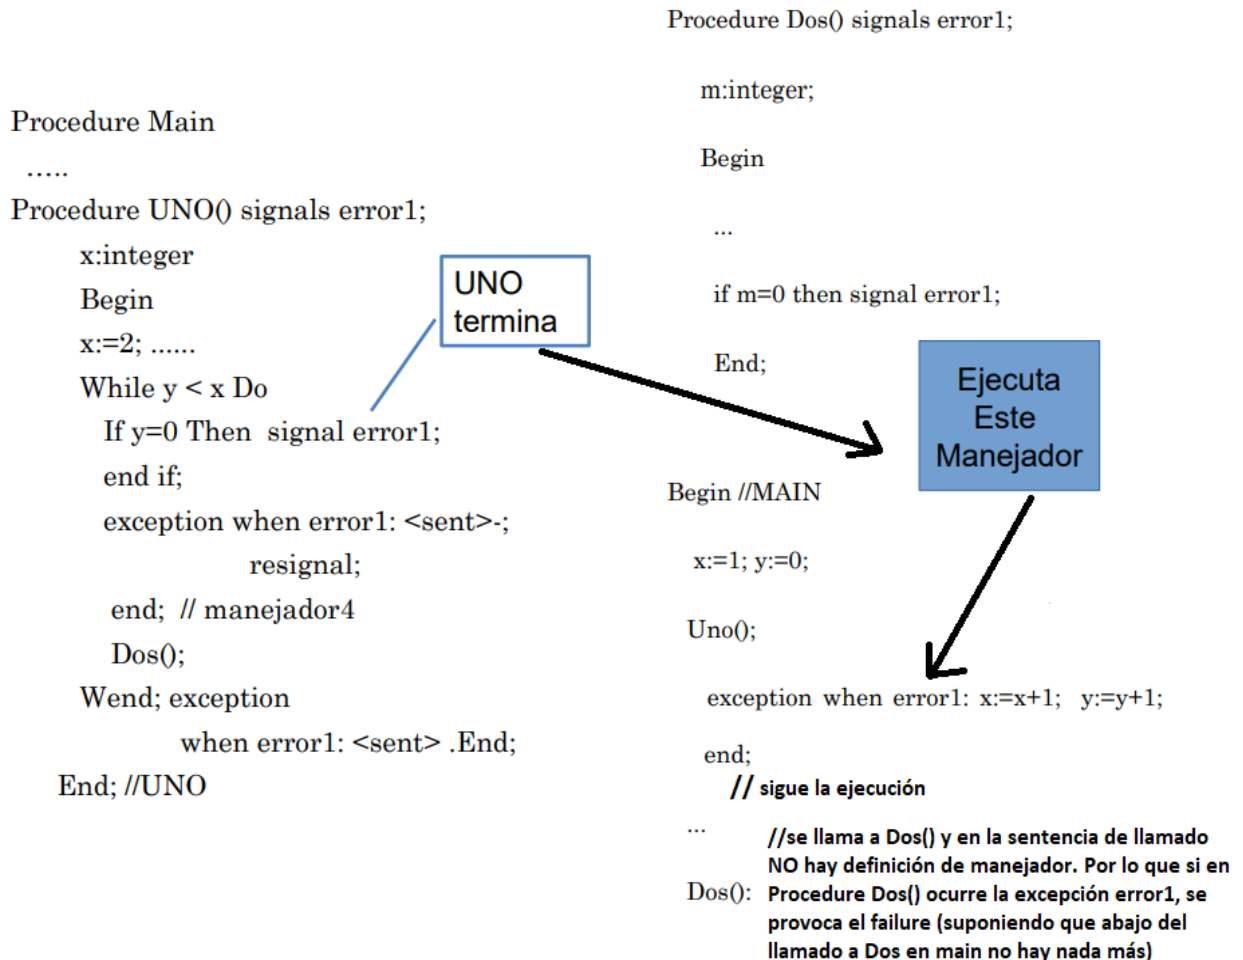 Procedure Main
.....
Procedure UNO() signals error1;
x:integer
Begin
x:=2; ......
While y < x Do
If y=0 Then signal error1;
end if;
exception when error1: <sent>-;
resignal;
end; // manejador4
Dos();
Wend; exception
when error1: <sent> .End;
End; //UNO
UNO
termina
Procedure Dos() signals error1;
m:integer;
Begin
...
if m=0 then signal error1;
End;
Ejecuta
Este
Manejador
Begin //MAIN
x:=1; y:=0;
Uno();
exception when error1: x:=x+1; y:=y+1;
end;
// sigue la ejecución
...
Dos():
//se llama a Dos() y en la sentencia de llamado
NO hay definición de manejador. Por lo que si en
Procedure Dos() ocurre la excepción error1, se
provoca el failure (suponiendo que abajo del
llamado a Dos en main no hay nada más)